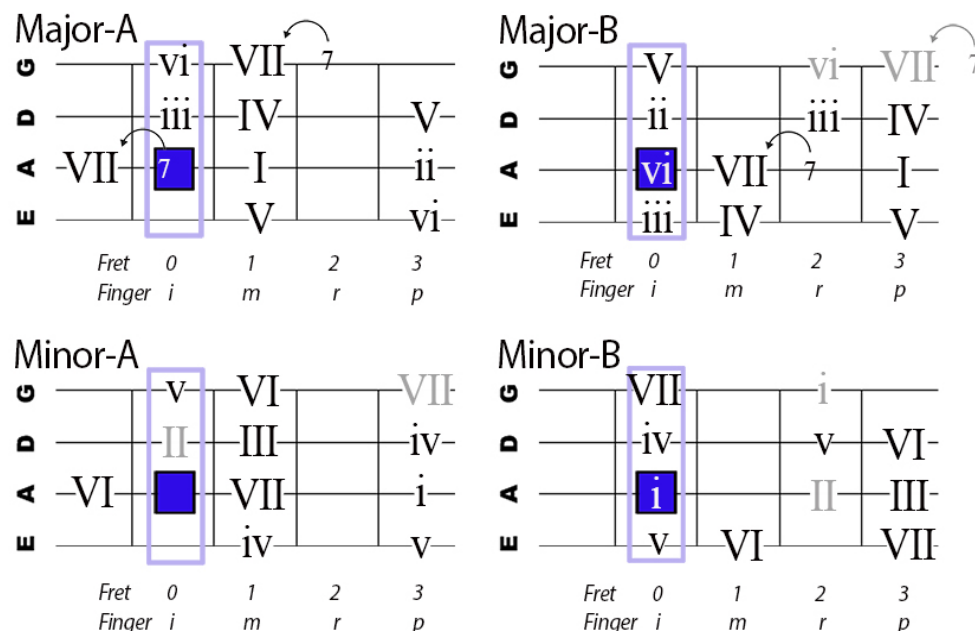 Major-A
G vi VII 7
D iii IV V
A VII 7 I ii
E V vi
Fret 0 1 2 3
Finger i m r p
Major-B
G V vi VII 7
D ii iii IV
A vi VII 7 I
E iii IV V
Fret 0 1 2 3
Finger i m r p
Minor-A
G v VI VII
D II III iv
A VI VII i
E iv v
Fret 0 1 2 3
Finger i m r p
Minor-B
G VII i
D iv v VI
A i II III
E v VI VII
Fret 0 1 2 3
Finger i m r p